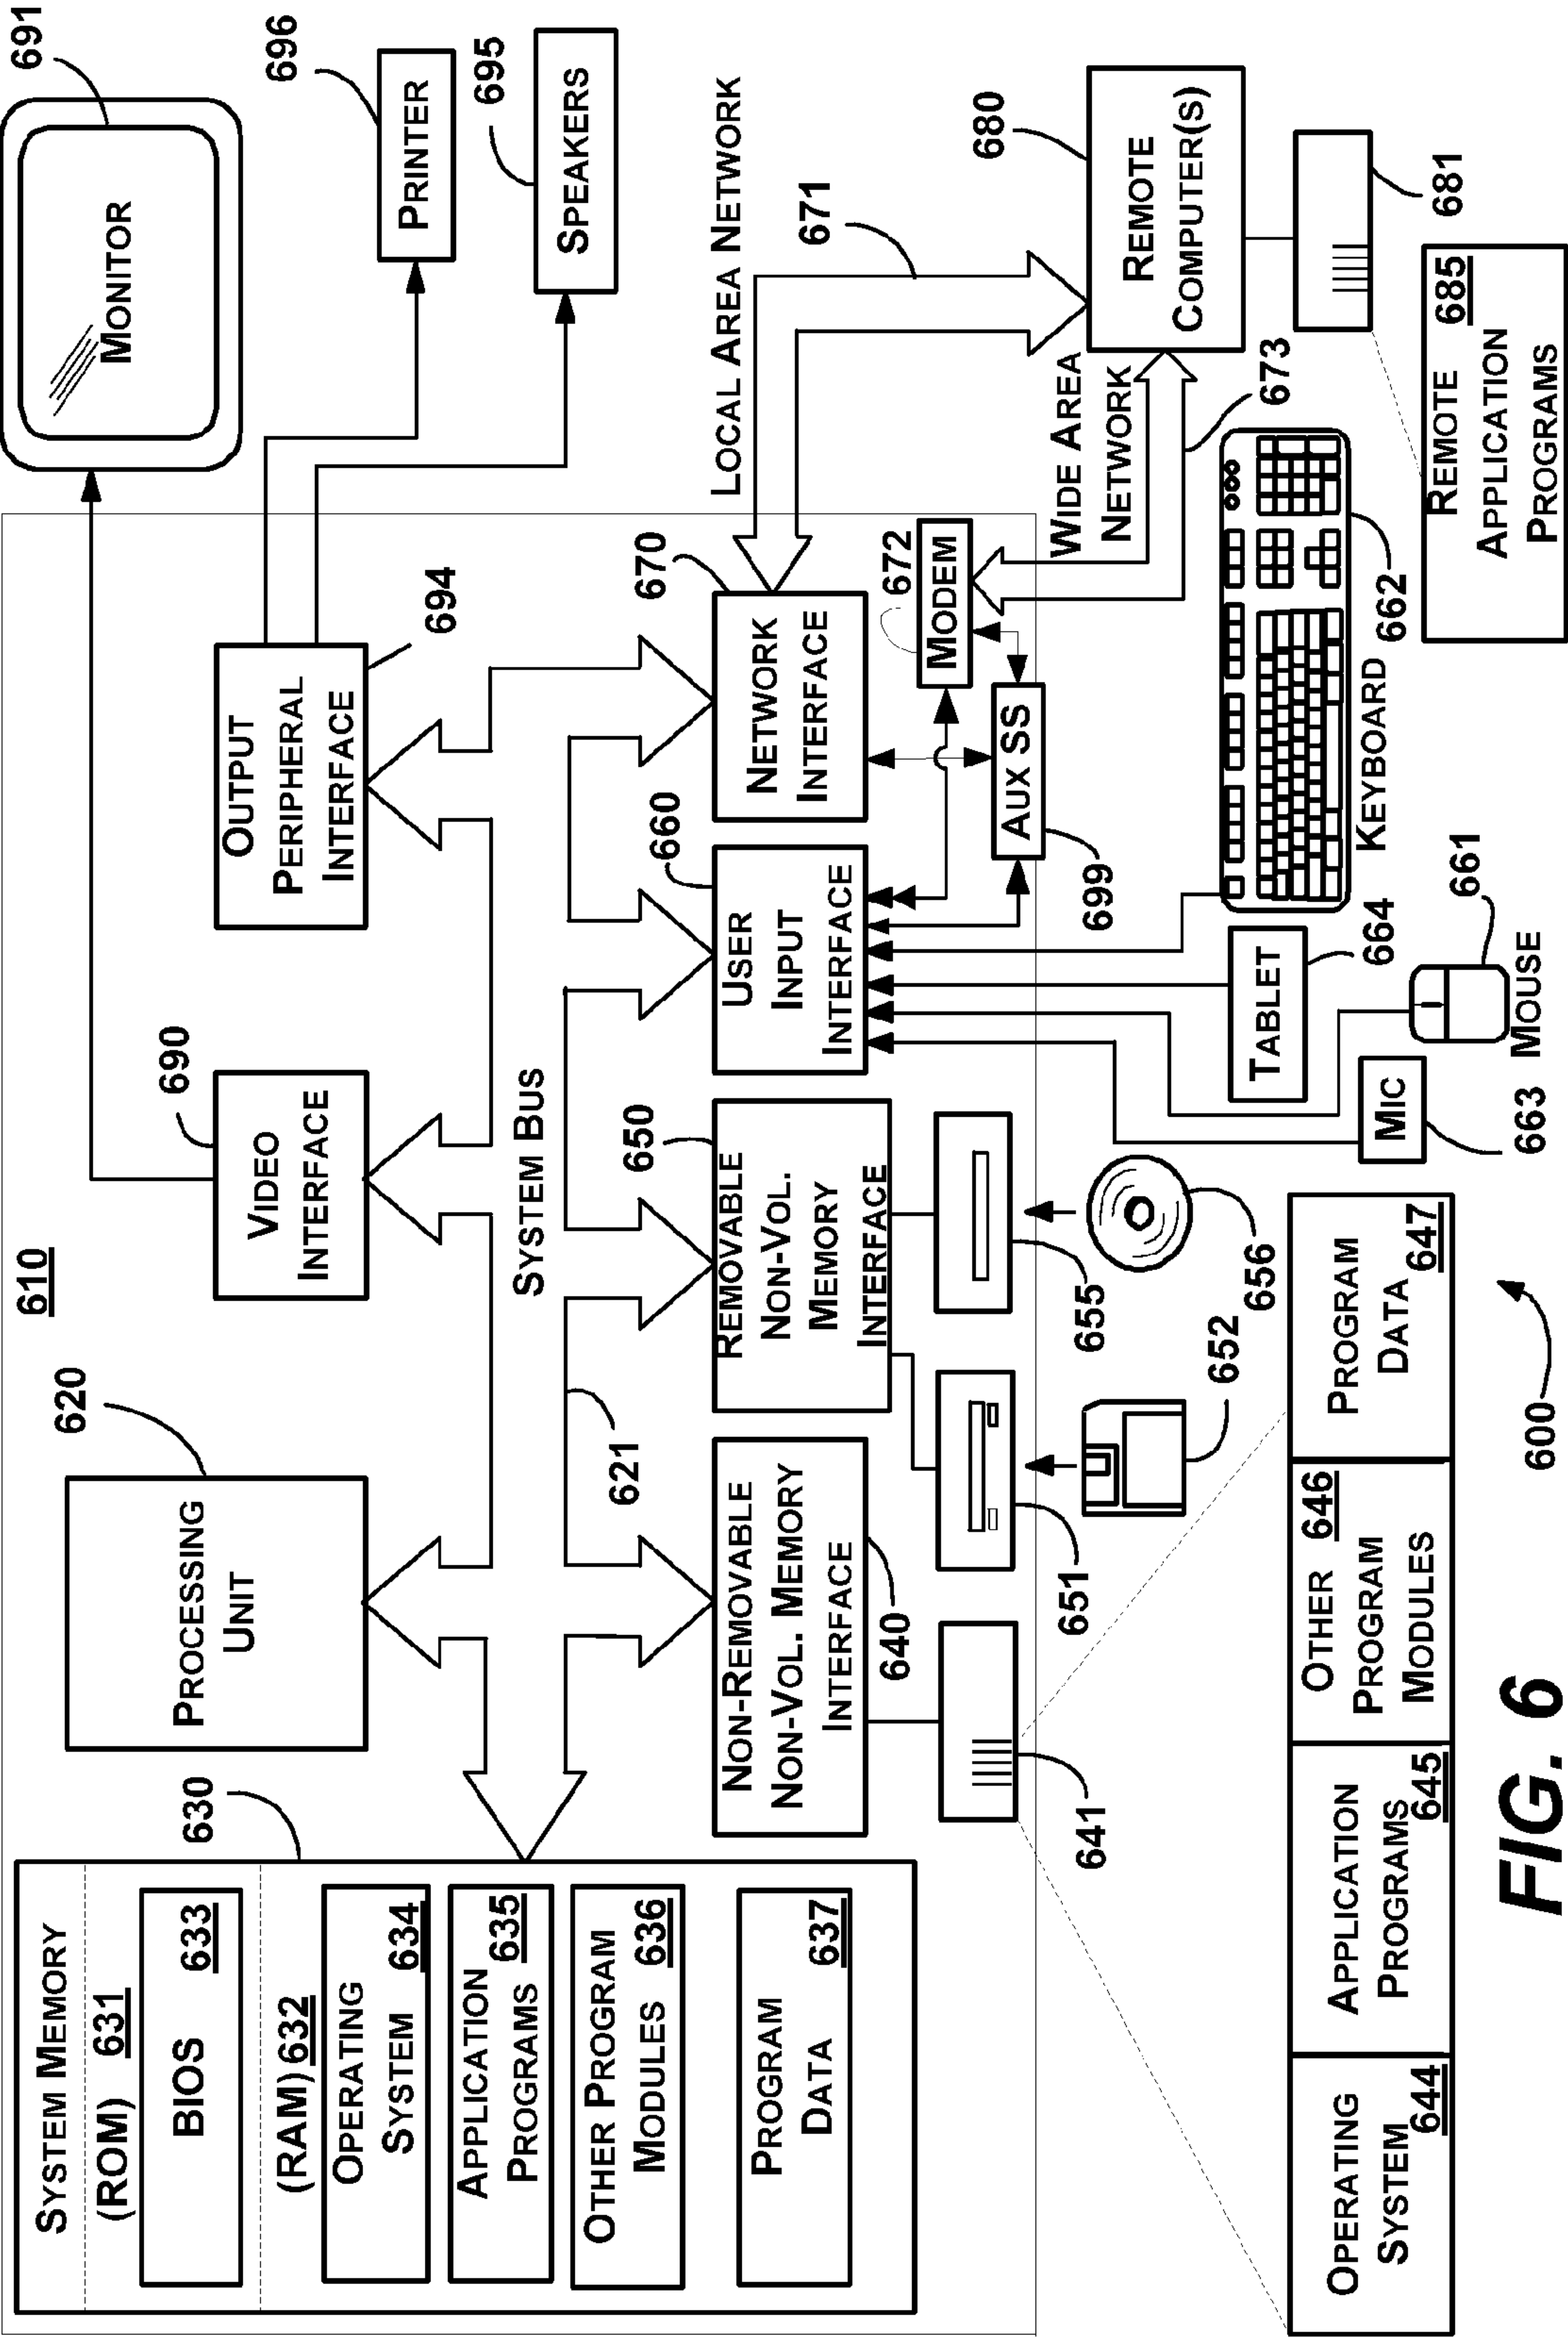 610
SYSTEM MEMORY
(ROM) 631
BIOS 633
(RAM) 632
OPERATING
SYSTEM 634
APPLICATION
PROGRAMS 635
OTHER PROGRAM
MODULES 636
PROGRAM
DATA 637
630
620
PROCESSING
UNIT
690
VIDEO
INTERFACE
OUTPUT
PERIPHERAL
INTERFACE
694
691
MONITOR
696
PRINTER
695
SPEAKERS
SYSTEM BUS
621
NON-REMOVABLE
NON-VOL. MEMORY
INTERFACE
640
650
REMOVABLE
NON-VOL.
MEMORY
INTERFACE
660
USER
INPUT
INTERFACE
670
NETWORK
INTERFACE
LOCAL AREA NETWORK
671
672
MODEM
AUX SS
699
WIDE AREA
NETWORK
673
680
REMOTE
COMPUTER(S)
681
REMOTE 685
APPLICATION
PROGRAMS
641
651
652
655
656
MIC
663
TABLET
664
661
MOUSE
KEYBOARD
662
OPERATING
SYSTEM 644
APPLICATION
PROGRAMS 645
OTHER 646
PROGRAM
MODULES
PROGRAM
DATA 647
600
FIG. 6